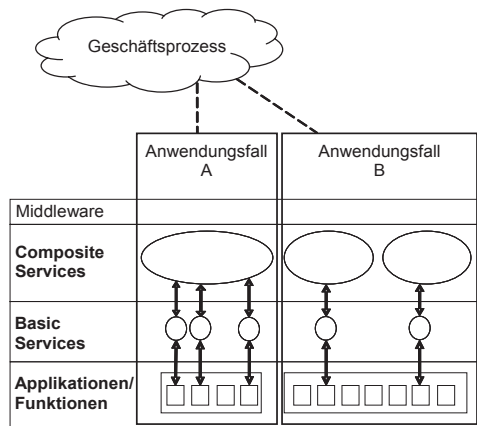 Geschäftsprozess
Anwendungsfall
A
Anwendungsfall
B
Middleware
Composite
Services
Basic
Services
Applikationen/
Funktionen